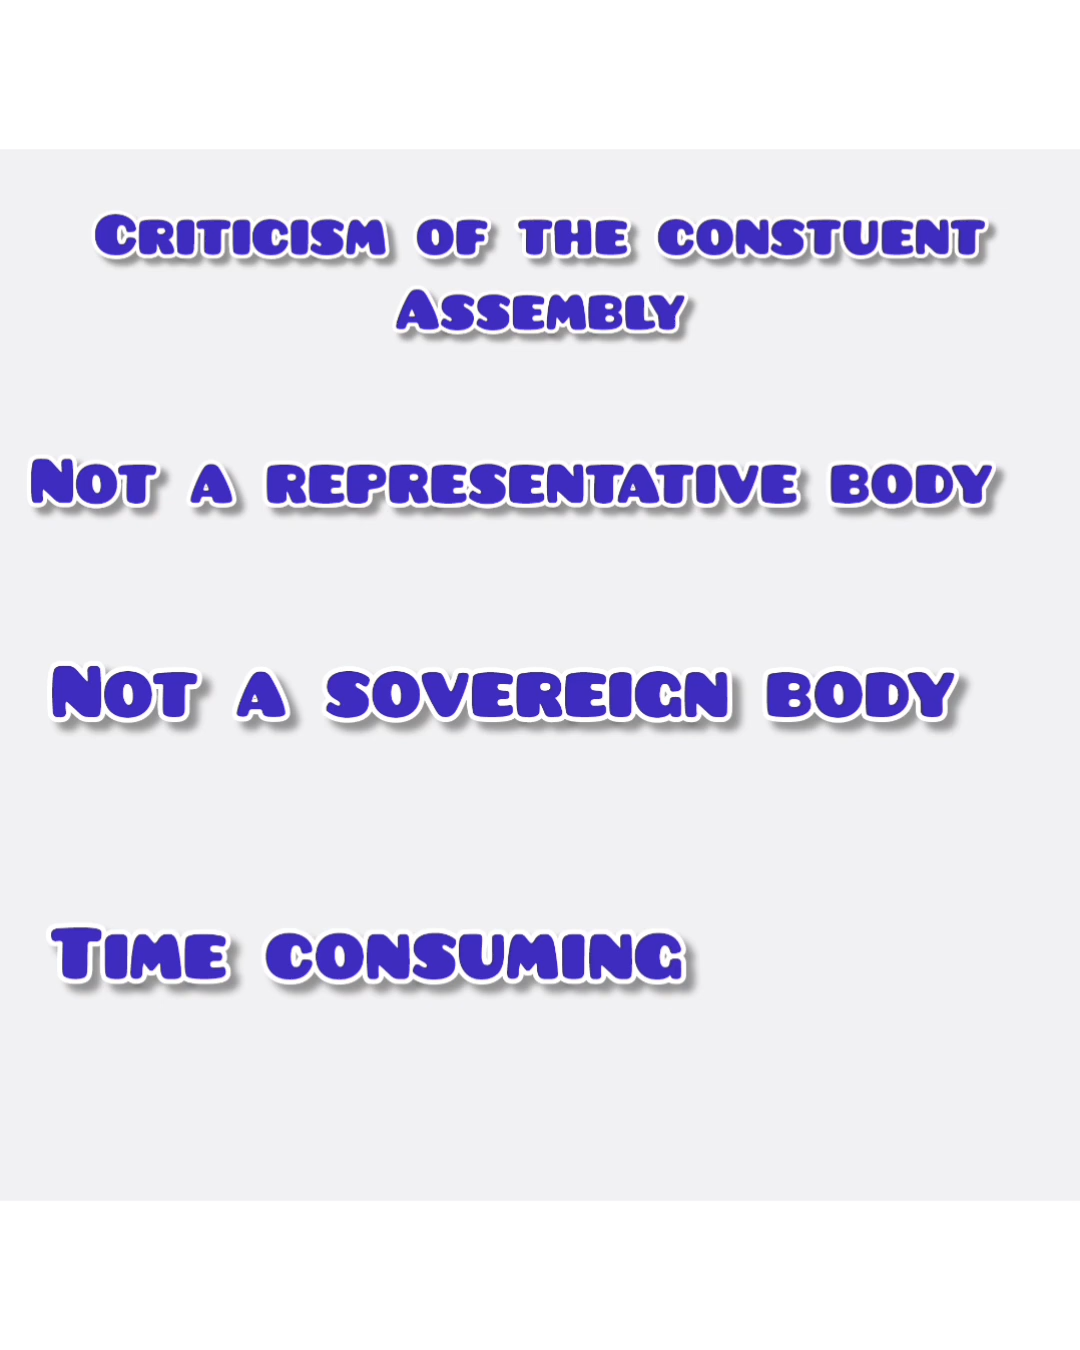 Criticism of the constuent
Assembly
Not a representative body
Not a sovereign body
Time consuming